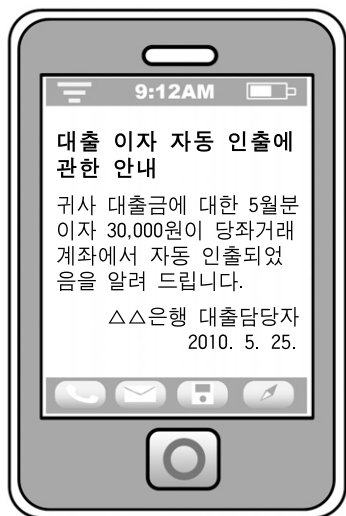 9:12AM
대출 이자 자동 인출에
관한 안내
귀사 대출금에 대한 5월분
이자 30,000원이 당좌거래
계좌에서 자동 인출되었
음을 알려 드립니다.
△△은행 대출담당자
2010. 5. 25.